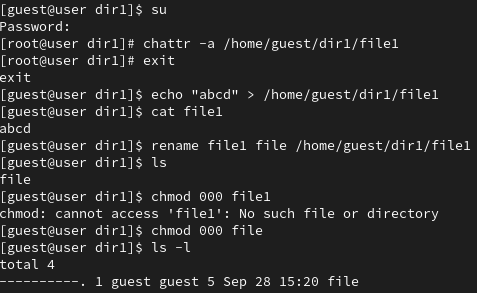 [guest@user dir1]$ su
Password:
[root@user dir1]# chattr -a /home/guest/dir1/file1
[root@user dir1]# exit
exit
[guest@user dir1]$ echo "abcd" > /home/guest/dir1/file1
[guest@user dir1]$ cat file1
abcd
[guest@user dir1]$ rename file1 file /home/guest/dir1/file1
[guest@user dir1]$ ls
file
[guest@user dir1]$ chmod 000 file1
chmod: cannot access 'file1': No such file or directory
[guest@user dir1]$ chmod 000 file
[guest@user dir1]$ ls -l
total 4
----------. 1 guest guest 5 Sep 28 15:20 file